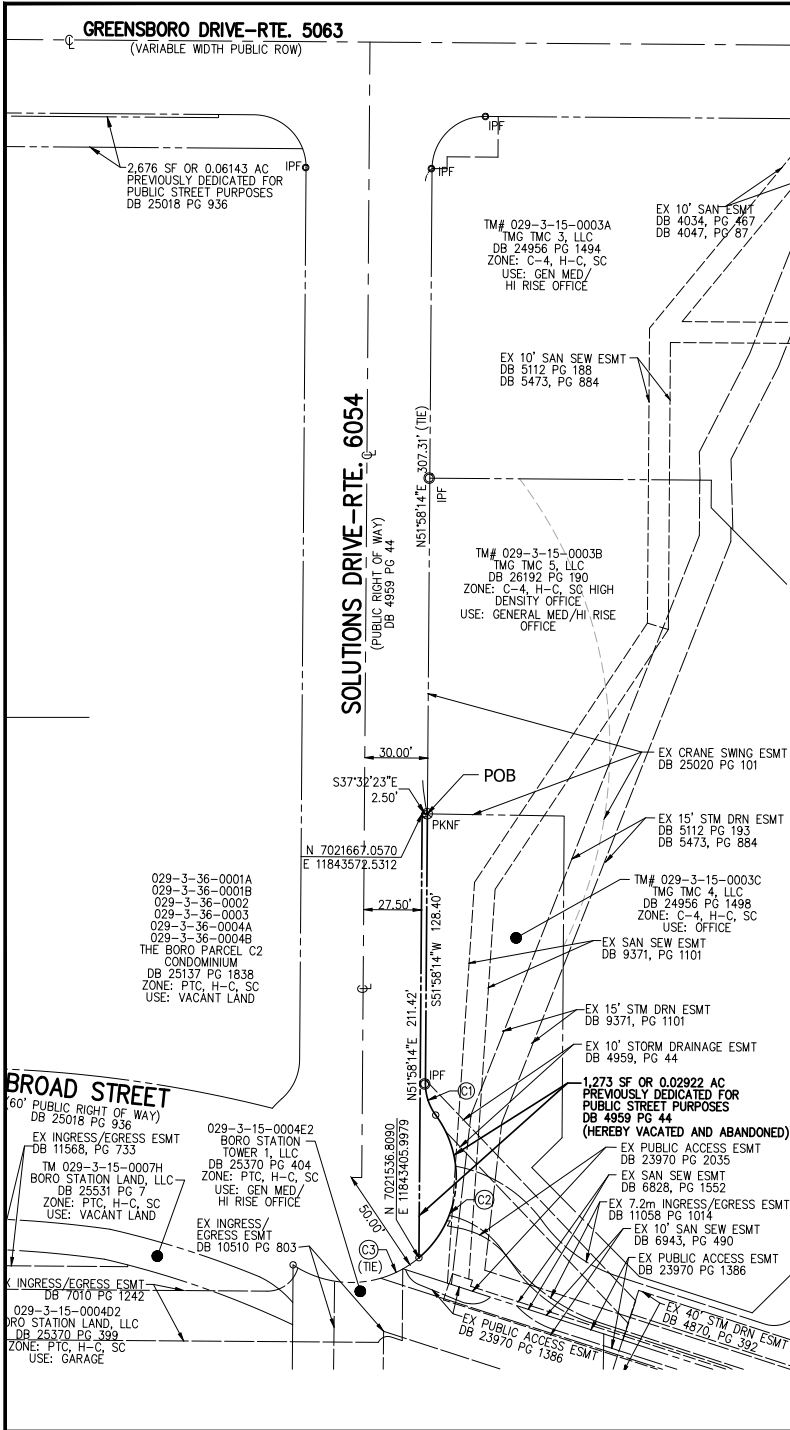 GREENSBORO DRIVE-RTE. 5063
(VARIABLE WIDTH PUBLIC ROW)
IPF
IPF
IPF
2,676 SF OR 0.06143 AC
PREVIOUSLY DEDICATED FOR
PUBLIC STREET PURPOSES
DB 25018 PG 936
TM# 029-3-15-0003A
TMG TMC 3, LLC
DB 24956 PG 1494
ZONE: C-4, H-C, SC
USE: GEN MED/
HI RISE OFFICE
EX 10' SAN ESMT
DB 4034, PG 467
DB 4047, PG 87
EX 10' SAN SEW ESMT
DB 5112 PG 188
DB 5473, PG 884
SOLUTIONS DRIVE-RTE. 6054
(PUBLIC RIGHT OF WAY)
DB 4959 PG 44
N51°58'14"E 307.31' (TIE)
IPF
TM# 029-3-15-0003B
TMG TMC 5, LLC
DB 26192 PG 190
ZONE: C-4, H-C, SC HIGH
DENSITY OFFICE
USE: GENERAL MED/HI RISE
OFFICE
30.00'
S37°32'23"E
2.50'
POB
PKNF
EX CRANE SWING ESMT
DB 25020 PG 101
EX 15' STM DRN ESMT
DB 5112 PG 193
DB 5473, PG 884
N 7021667.0570
E 11843572.5312
029-3-36-0001A
029-3-36-0001B
029-3-36-0002
029-3-36-0003
029-3-36-0004A
029-3-36-0004B
THE BORO PARCEL C2
CONDOMINIUM
DB 25137 PG 1838
ZONE: PTC, H-C, SC
USE: VACANT LAND
27.50'
S51°58'14"W 128.40'
N51°58'14"E 211.42'
TM# 029-3-15-0003C
TMG TMC 4, LLC
DB 24956 PG 1498
ZONE: C-4, H-C, SC
USE: OFFICE
EX SAN SEW ESMT
DB 9371, PG 1101
EX 15' STM DRN ESMT
DB 9371, PG 1101
EX 10' STORM DRAINAGE ESMT
DB 4959, PG 44
IPF
C1
1,273 SF OR 0.02922 AC
PREVIOUSLY DEDICATED FOR
PUBLIC STREET PURPOSES
DB 4959 PG 44
(HEREBY VACATED AND ABANDONED)
BROAD STREET
(60' PUBLIC RIGHT OF WAY)
DB 25018 PG 936
EX INGRESS/EGRESS ESMT
DB 11568, PG 733
TM 029-3-15-0007H
BORO STATION LAND, LLC
DB 25531 PG 7
ZONE: PTC, H-C, SC
USE: VACANT LAND
029-3-15-0004E2
BORO STATION
TOWER 1, LLC
DB 25370 PG 404
ZONE: PTC, H-C, SC
USE: GEN MED/
HI RISE OFFICE
N 7021536.8090
E 11843405.9979
EX PUBLIC ACCESS ESMT
DB 23970 PG 2035
EX SAN SEW ESMT
DB 6828, PG 1552
EX 7.2m INGRESS/EGRESS ESMT
DB 11058 PG 1014
EX 10' SAN SEW ESMT
DB 6943, PG 490
EX PUBLIC ACCESS ESMT
DB 23970 PG 1386
C2
50.00'
C3
(TIE)
EX INGRESS/
EGRESS ESMT
DB 10510 PG 803
X INGRESS/EGRESS ESMT
DB 7010 PG 1242
029-3-15-0004D2
ORO STATION LAND, LLC
DB 25370 PG 399
ZONE: PTC, H-C, SC
USE: GARAGE
EX PUBLIC ACCESS ESMT
DB 23970 PG 1386
EX 40' STM DRN ESMT
DB 4870, PG 392